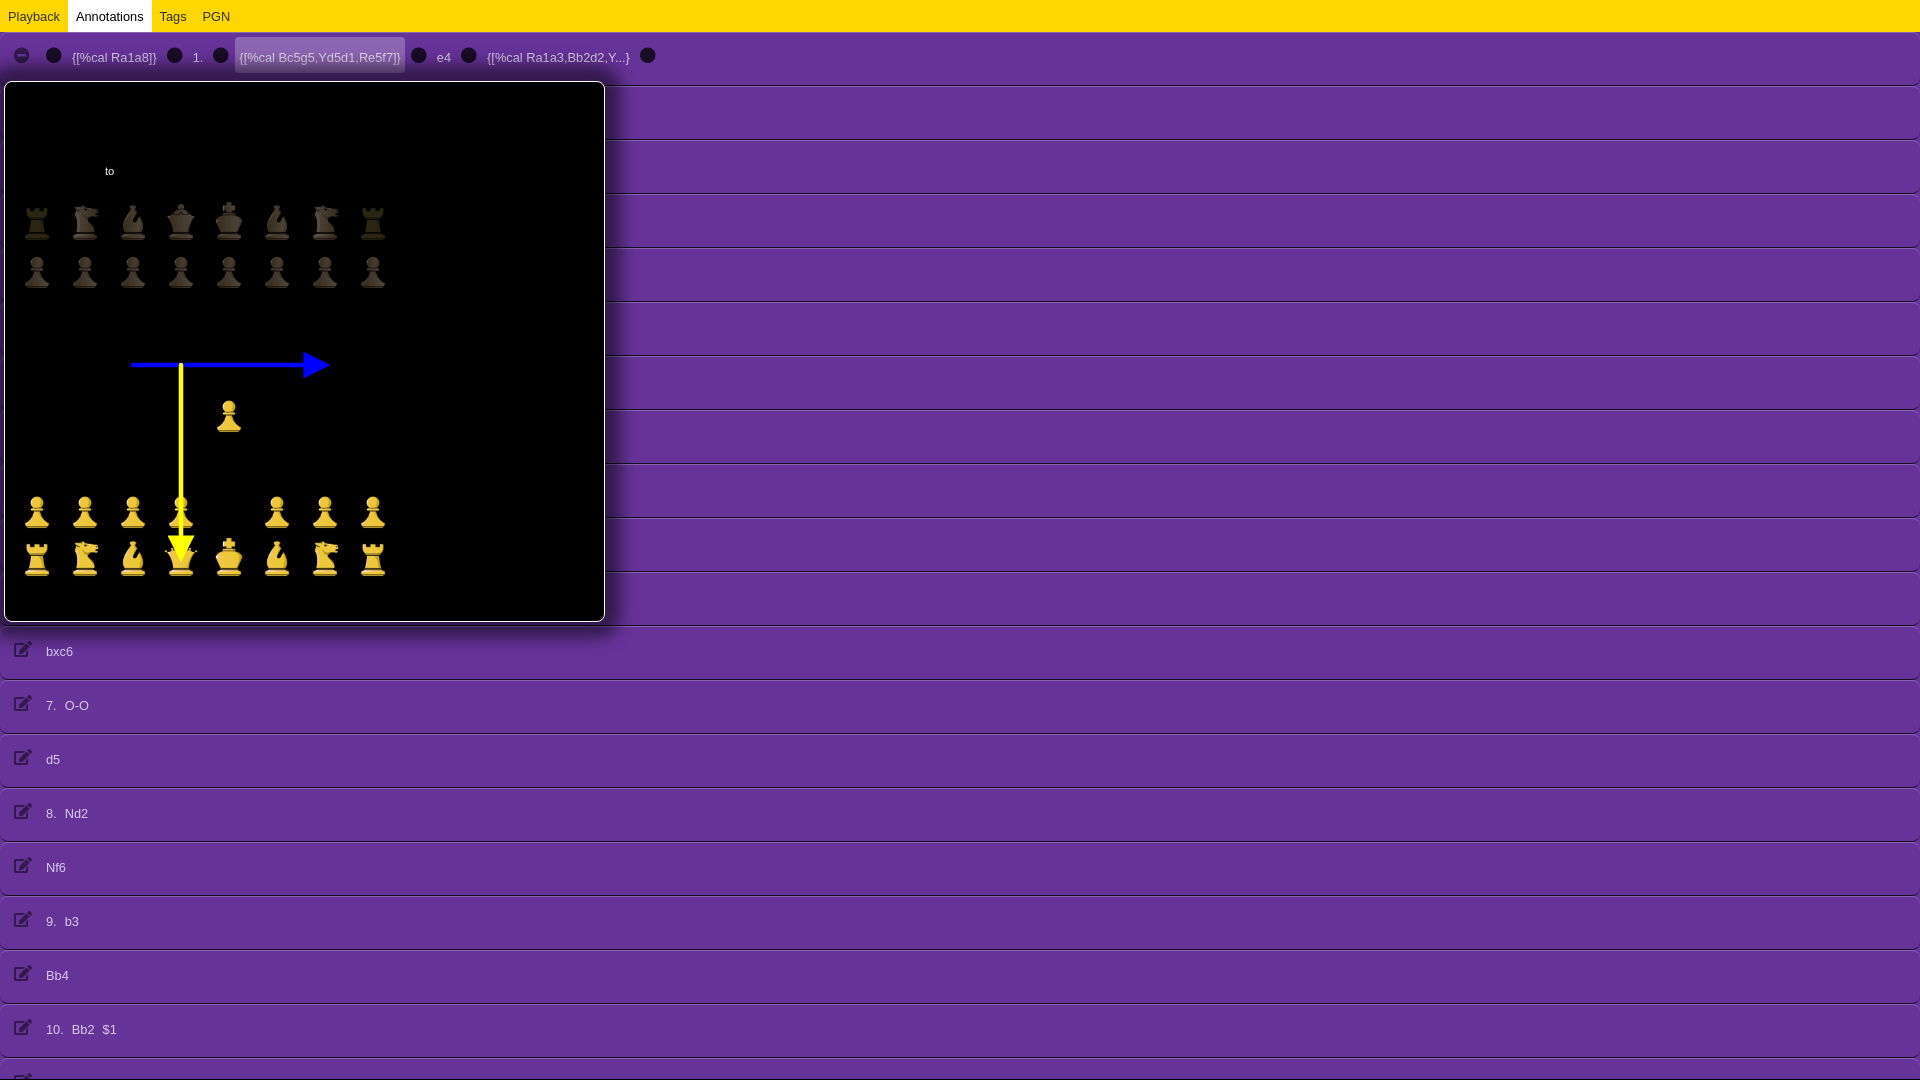 Playback Annotations Tags PGN
{[%cal Ra1a8]} 1. {[%cal Bc5g5,Yd5d1,Re5f7]} e4 {[%cal Ra1a3,Bb2d2,Y...}
to
bxc6
7. O-O
d5
8. Nd2
Nf6
9. b3
Bb4
10. Bb2 $1